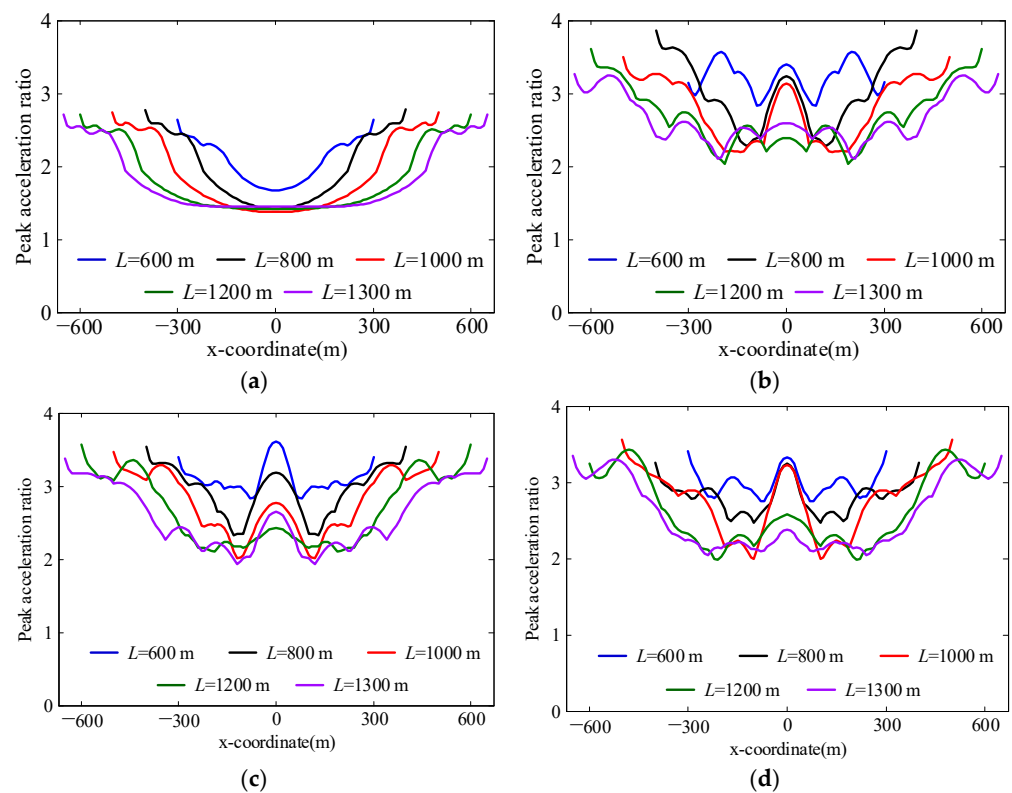 4
3
2
1
0
Peak acceleration ratio
L=600 m L=800 m L=1000 m
L=1200 m L=1300 m
−600 −300 0 300 600
x-coordinate(m)
(a)
4
3
2
1
0
Peak acceleration ratio
L=600 m L=800 m L=1000 m
L=1200 m L=1300 m
−600 −300 0 300 600
x-coordinate(m)
(b)
4
3
2
1
0
Peak acceleration ratio
L=600 m L=800 m L=1000 m
L=1200 m L=1300 m
−600 −300 0 300 600
x-coordinate(m)
(c)
4
3
2
1
0
Peak acceleration ratio
L=600 m L=800 m L=1000 m
L=1200 m L=1300 m
−600 −300 0 300 600
x-coordinate(m)
(d)